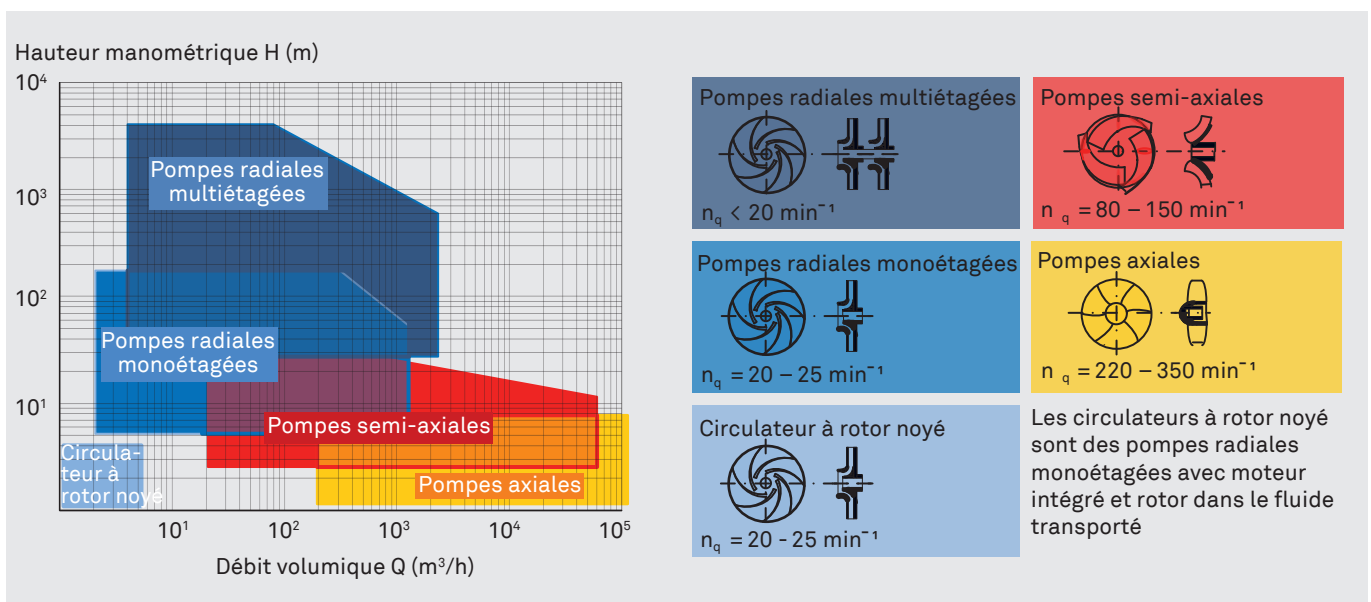 Hauteur manométrique H (m)
10⁴
10³
10²
10¹
Pompes radiales
multiétagées
Pompes radiales
monoétagées
Pompes semi-axiales
Circula-
teur à
rotor noyé
Pompes axiales
10¹ 10² 10³ 10⁴ 10⁵
Débit volumique Q (m³/h)
Pompes radiales multiétagées
n_q < 20 min⁻¹
Pompes semi-axiales
n_q = 80 – 150 min⁻¹
Pompes radiales monoétagées
n_q = 20 – 25 min⁻¹
Pompes axiales
n_q = 220 – 350 min⁻¹
Circulateur à rotor noyé
n_q = 20 - 25 min⁻¹
Les circulateurs à rotor noyé
sont des pompes radiales
monoétagées avec moteur
intégré et rotor dans le fluide
transporté